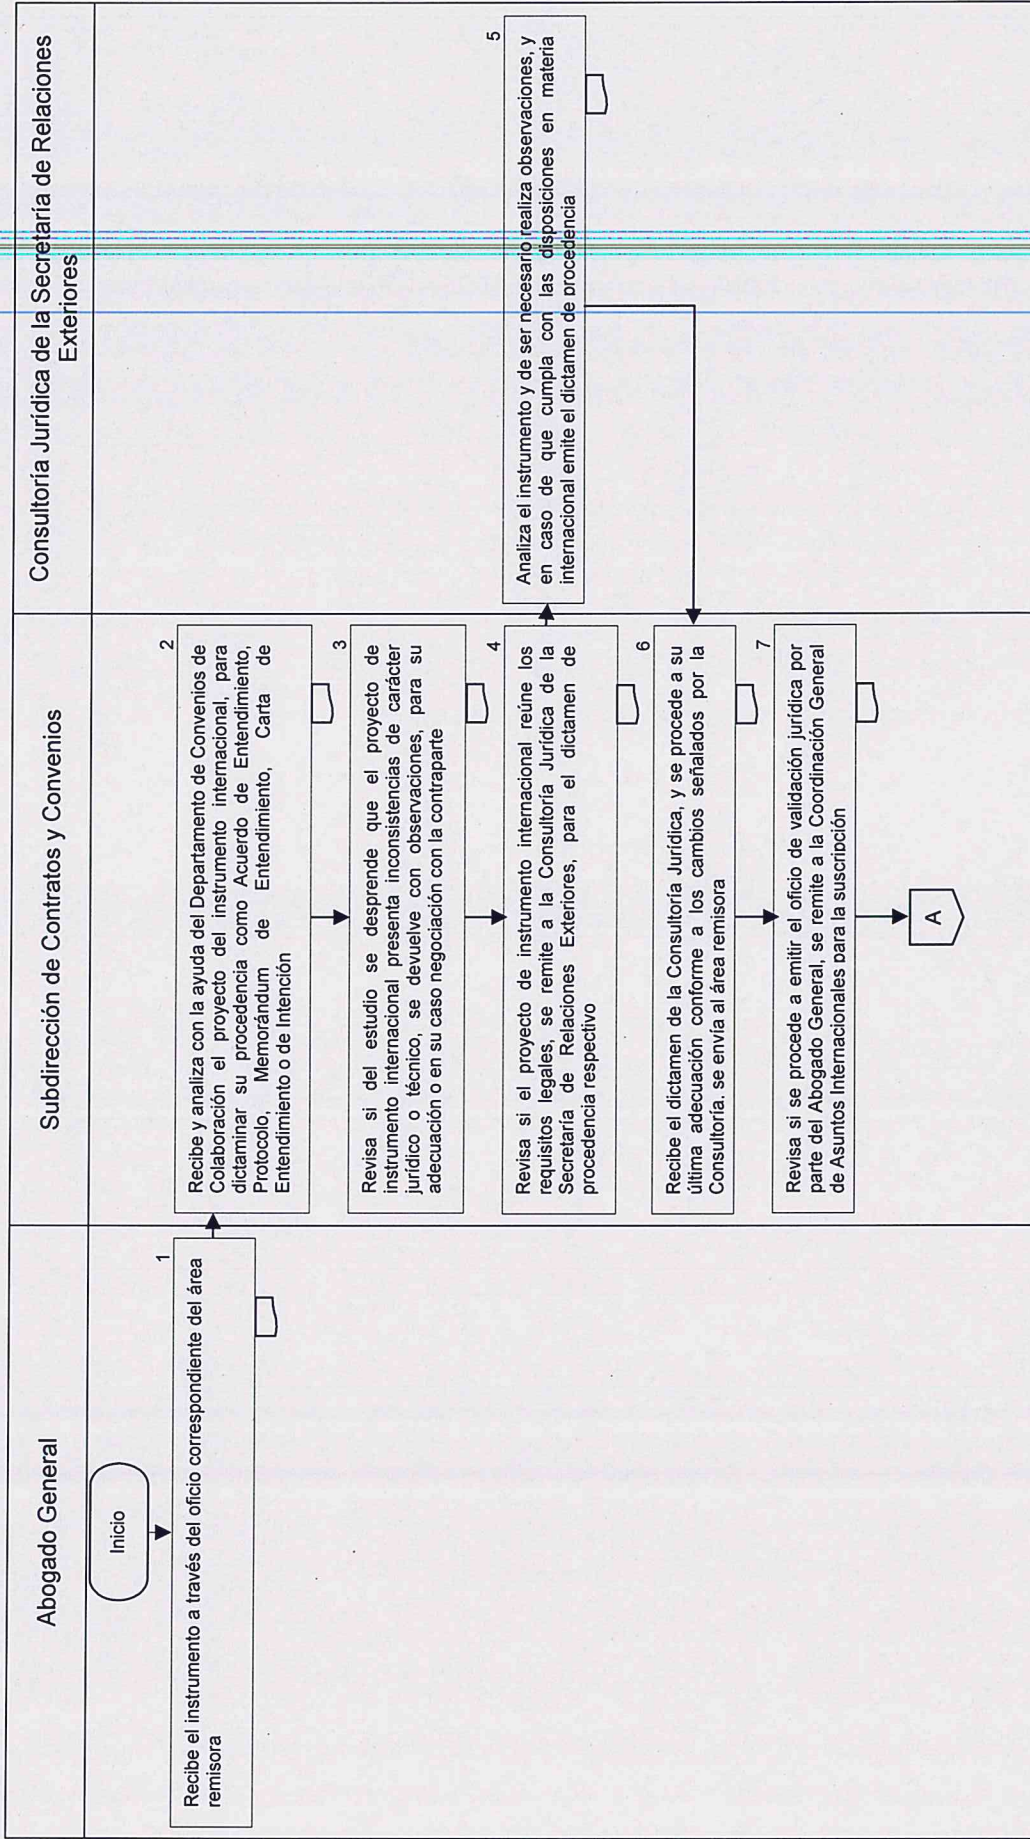 Abogado General
Subdirección de Contratos y Convenios
Consultoría Jurídica de la Secretaría de Relaciones
Exteriores
Inicio
1
Recibe el instrumento a través del oficio correspondiente del área
remisora
2
Recibe y analiza con la ayuda del Departamento de Convenios de
Colaboración el proyecto del instrumento internacional, para
dictaminar su procedencia como Acuerdo de Entendimiento,
Protocolo, Memorándum de Entendimiento, Carta de
Entendimiento o de Intención
3
Revisa si del estudio se desprende que el proyecto de
instrumento internacional presenta inconsistencias de carácter
jurídico o técnico, se devuelve con observaciones, para su
adecuación o en su caso negociación con la contraparte
4
Revisa si el proyecto de instrumento internacional reúne los
requisitos legales, se remite a la Consultoría Jurídica de la
Secretaría de Relaciones Exteriores, para el dictamen de
procedencia respectivo
5
Analiza el instrumento y de ser necesario realiza observaciones, y
en caso de que cumpla con las disposiciones en materia
internacional emite el dictamen de procedencia
6
Recibe el dictamen de la Consultoría Jurídica, y se procede a su
última adecuación conforme a los cambios señalados por la
Consultoría. se envía al área remisora
7
Revisa si se procede a emitir el oficio de validación jurídica por
parte del Abogado General, se remite a la Coordinación General
de Asuntos Internacionales para la suscripción
A